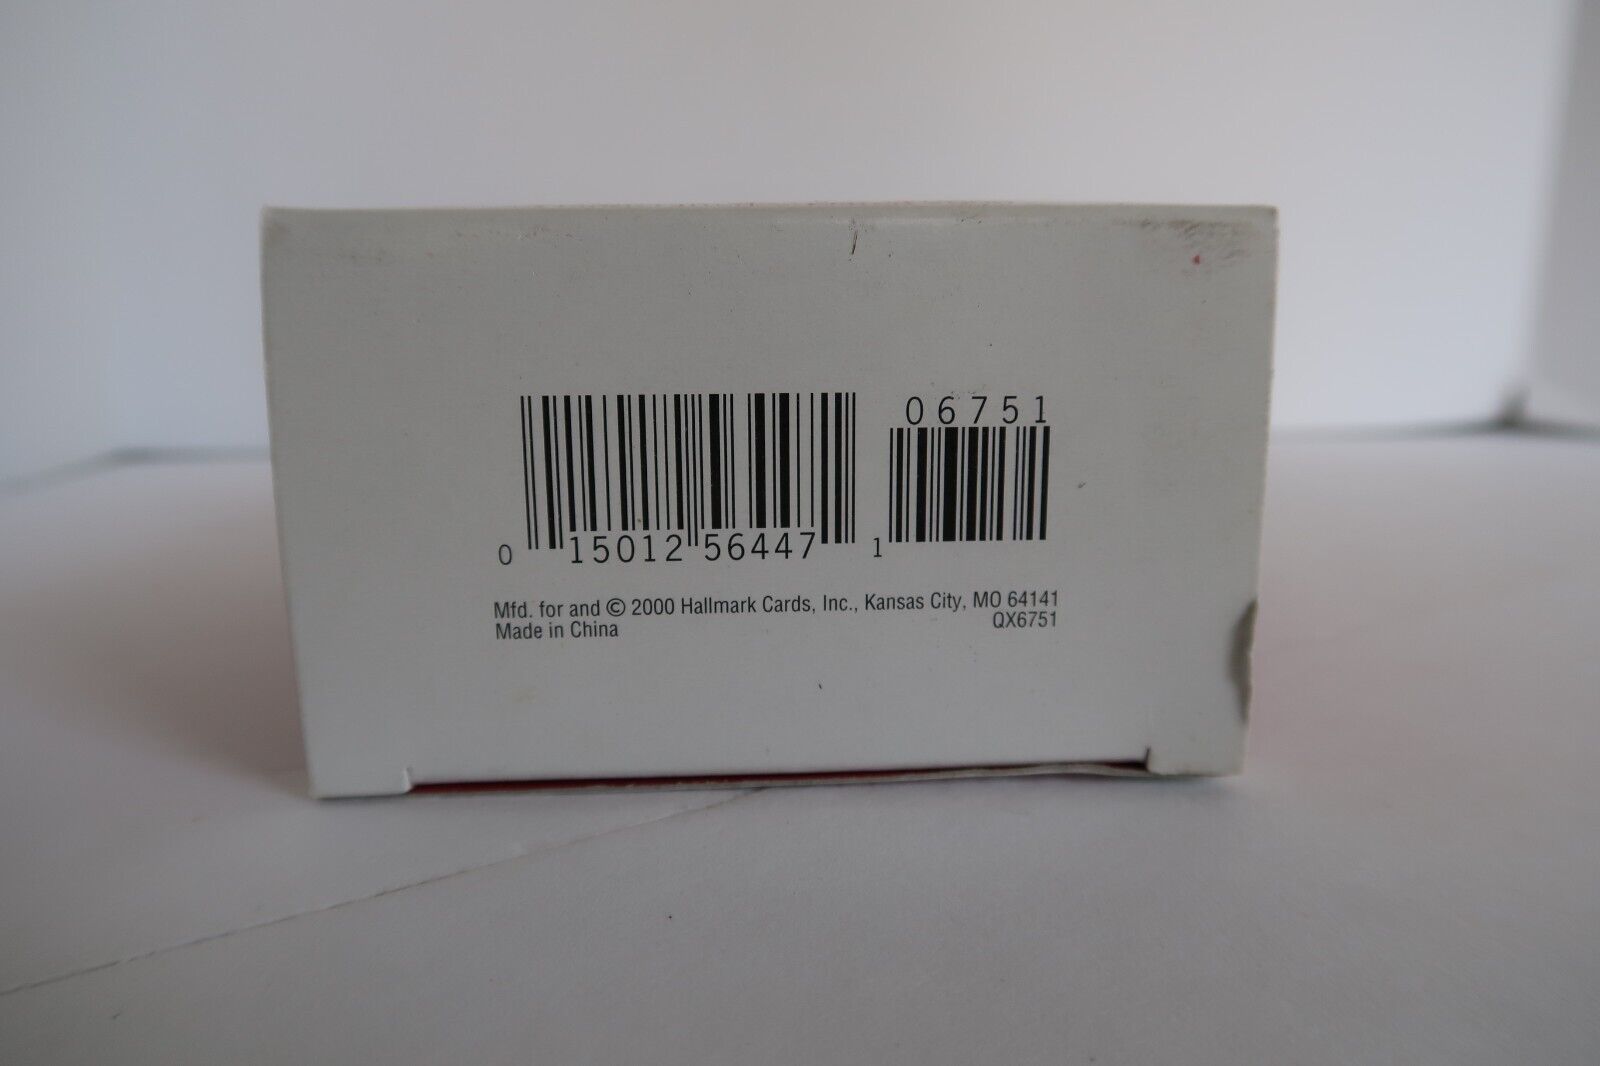 06751
0 15012 56447 1
Mfd. for and © 2000 Hallmark Cards, Inc., Kansas City, MO 64141
Made in China QX6751